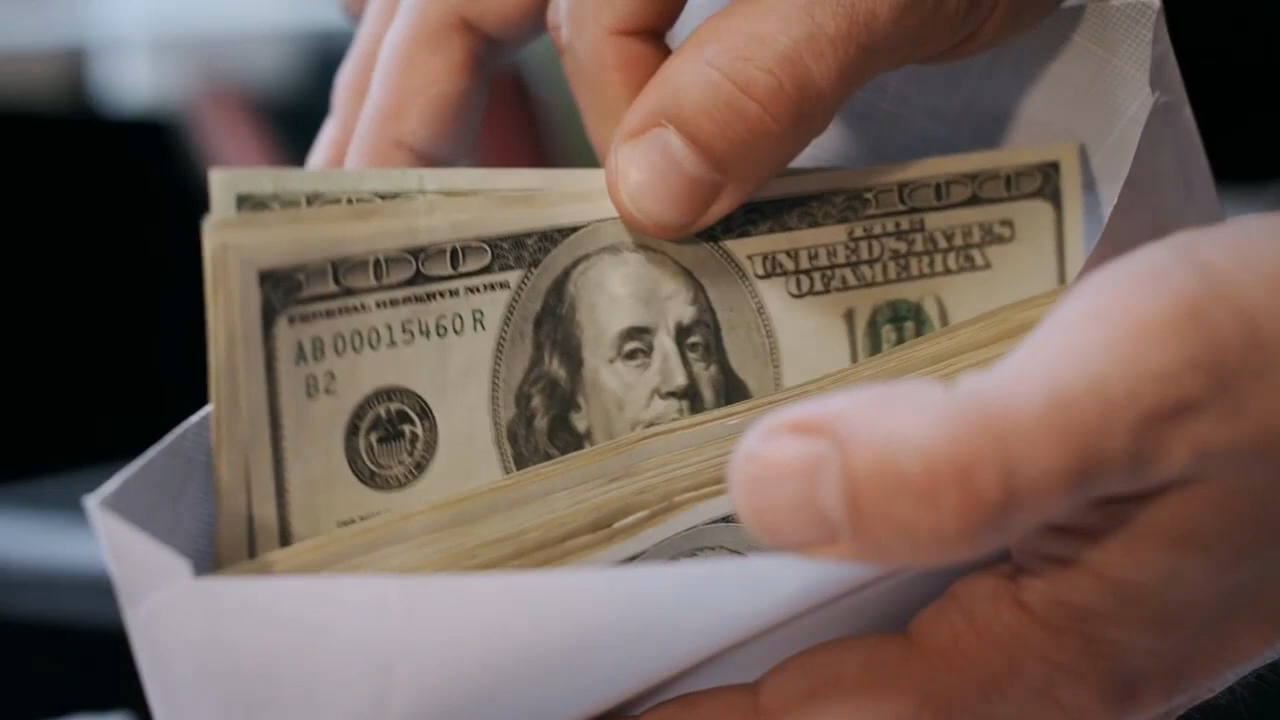 100
100
FEDERAL RESERVE NOTE
THE
UNITED STATES
OF AMERICA
AB 00015460 R
B2